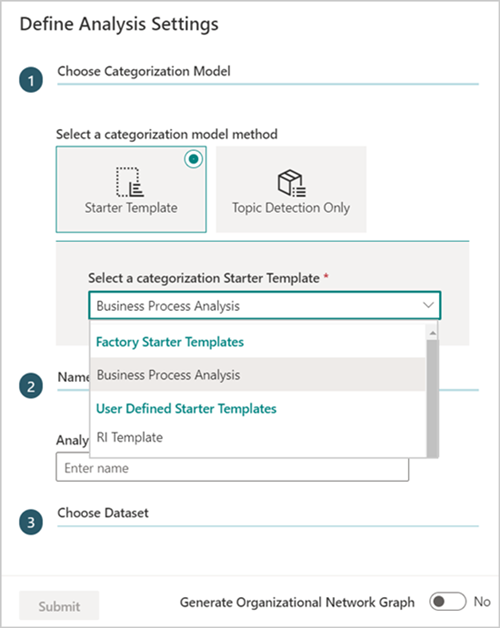 Define Analysis Settings
1 Choose Categorization Model
Select a categorization model method
Starter Template
Topic Detection Only
Select a categorization Starter Template *
Business Process Analysis
Factory Starter Templates
Business Process Analysis
User Defined Starter Templates
RI Template
2 Name
Analy
Enter name
3 Choose Dataset
Submit
Generate Organizational Network Graph
No